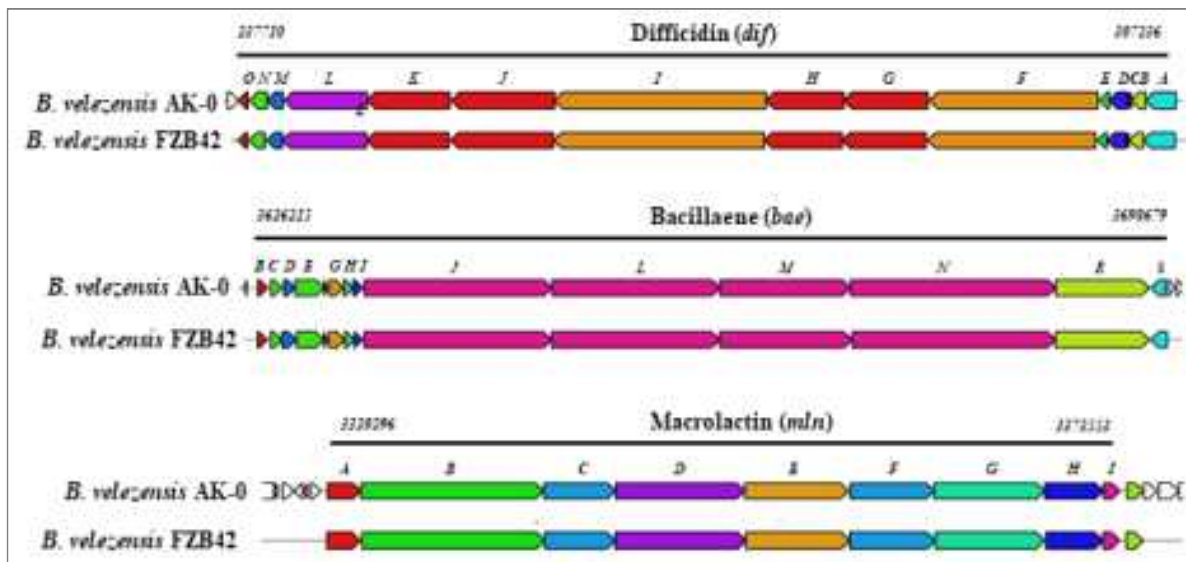 Difficidin (dif)
O N M L K J I H G F E D C B A
B. velezensis AK-0
B. velezensis FZB42
Bacillaene (bae)
B C D E G H I J L M N R S
B. velezensis AK-0
B. velezensis FZB42
Macrolactin (mln)
A B C D E F G H I
B. velezensis AK-0
B. velezensis FZB42